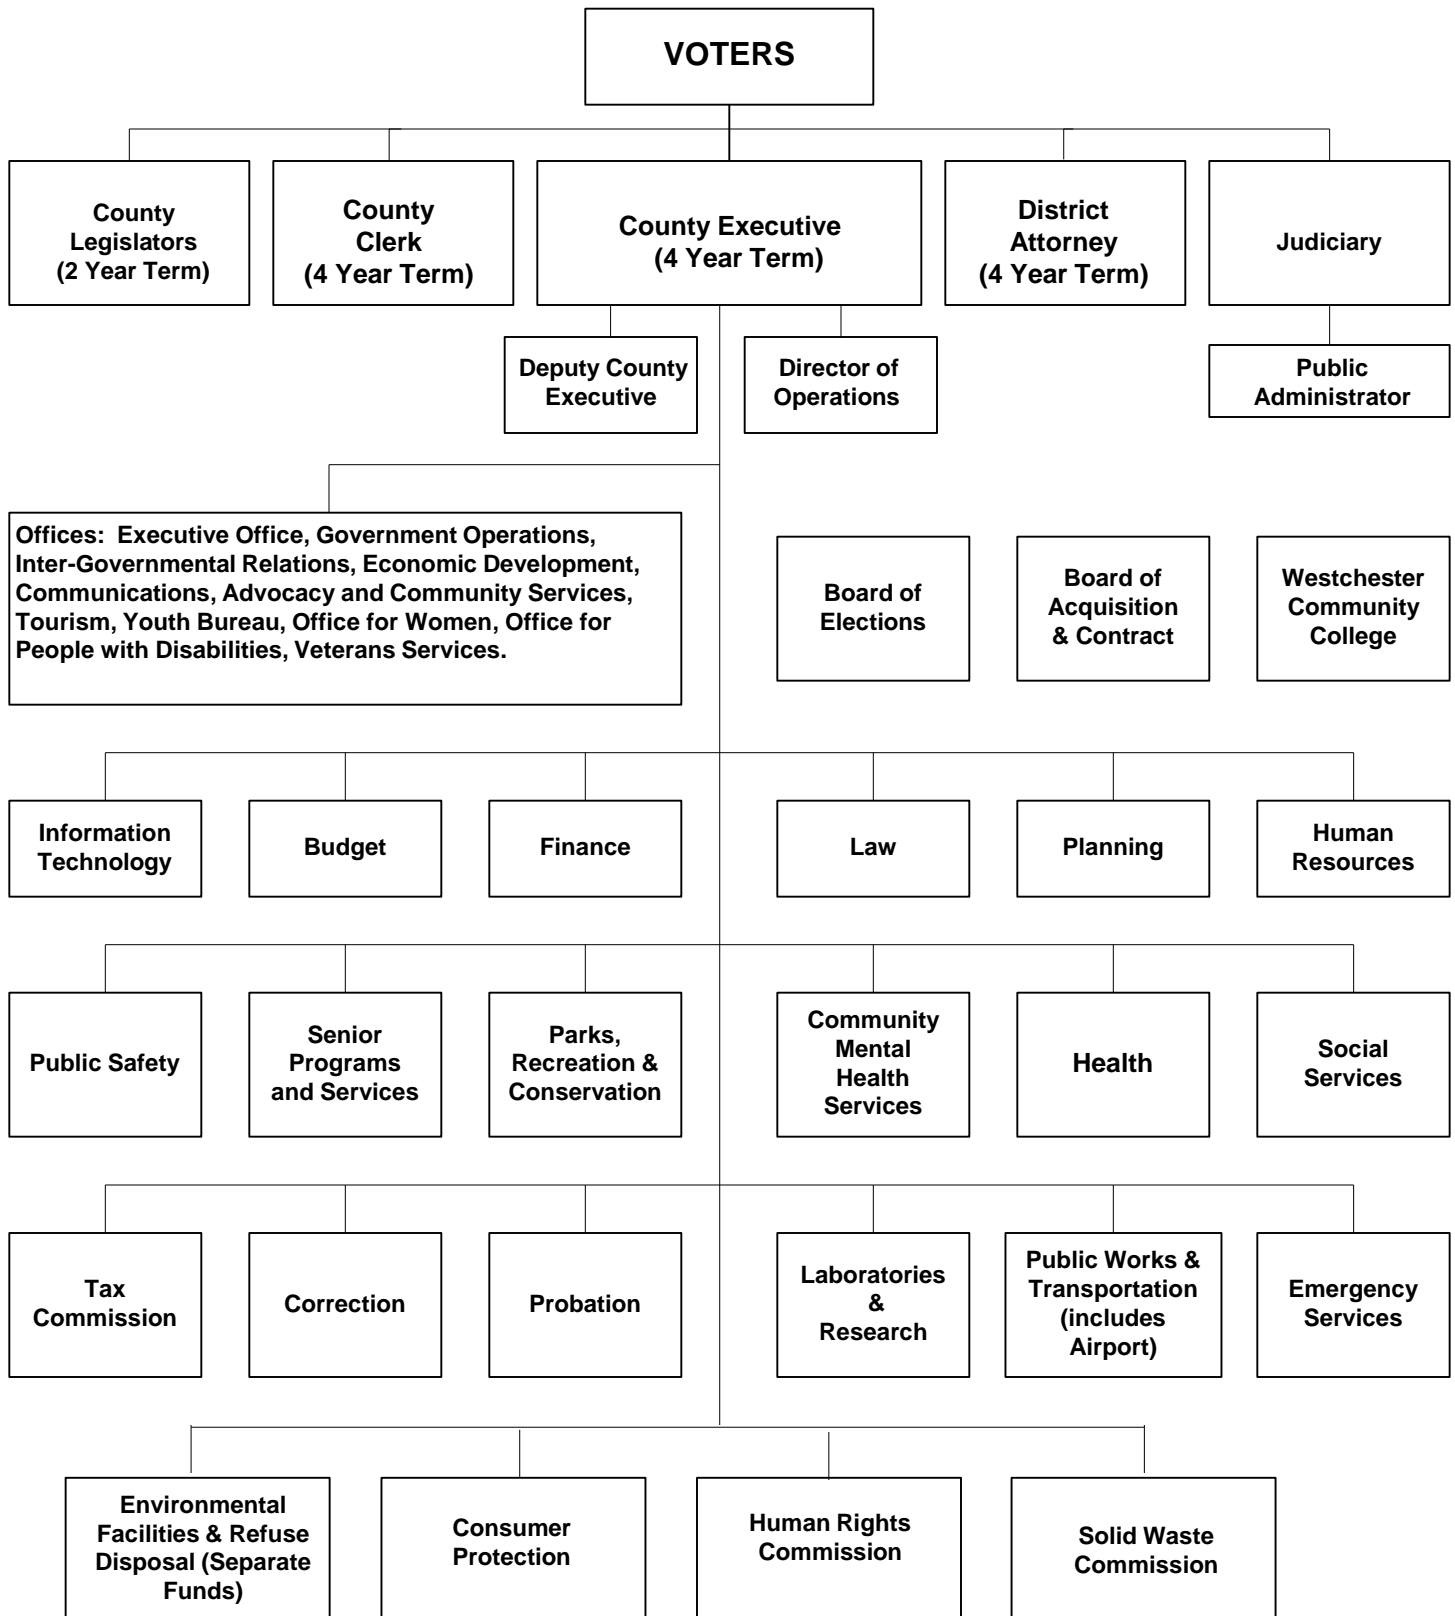 VOTERS
County
Legislators
(2 Year Term)
County
Clerk
(4 Year Term)
County Executive
(4 Year Term)
District
Attorney
(4 Year Term)
Judiciary
Deputy County
Executive
Director of
Operations
Public
Administrator
Offices:  Executive Office, Government Operations,
Inter-Governmental Relations, Economic Development,
Communications, Advocacy and Community Services,
Tourism, Youth Bureau, Office for Women, Office for
People with Disabilities, Veterans Services.
Board of
Elections
Board of
Acquisition
& Contract
Westchester
Community
College
Information
Technology
Budget
Finance
Law
Planning
Human
Resources
Public Safety
Senior
Programs
and Services
Parks,
Recreation &
Conservation
Community
Mental
Health
Services
Health
Social
Services
Tax
Commission
Correction
Probation
Laboratories
&
Research
Public Works &
Transportation
(includes
Airport)
Emergency
Services
Environmental
Facilities & Refuse
Disposal (Separate
Funds)
Consumer
Protection
Human Rights
Commission
Solid Waste
Commission